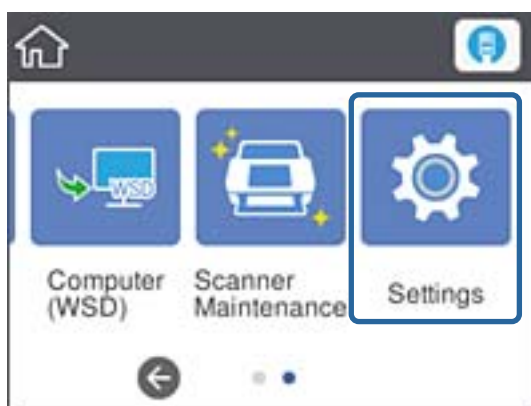 WSD
Computer
(WSD)
Scanner
Maintenance
Settings